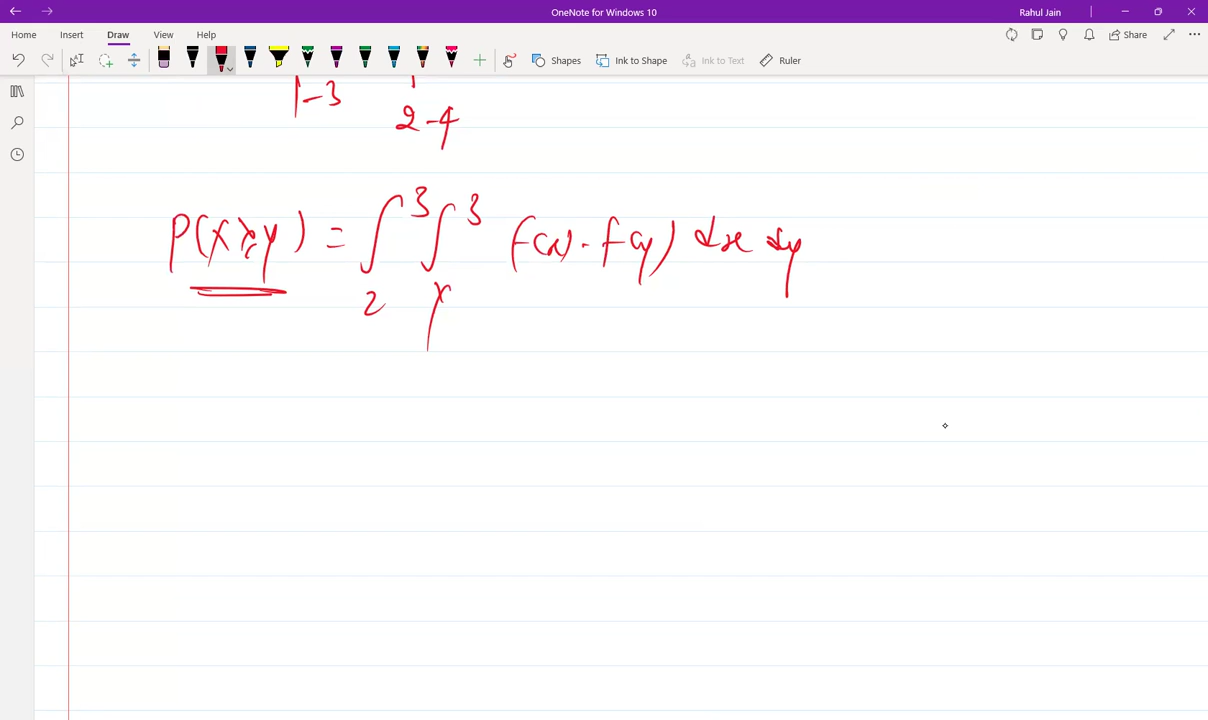 OneNote for Windows 10
Rahul Jain
Home Insert Draw View Help
Shapes Ink to Shape Ink to Text Ruler Share
1-3
2-4
P(X≥y) = ∫₂³ ∫ᵧ³ f(x) · f(y) dx dy